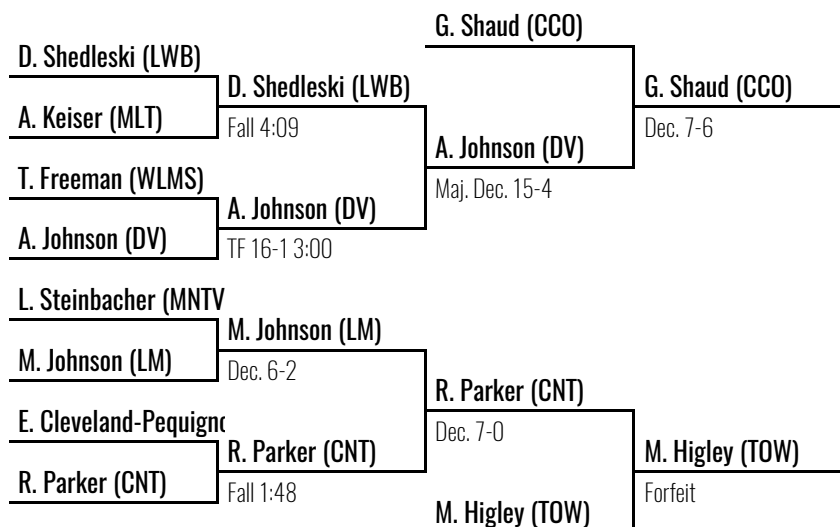 G. Shaud (CCO)
D. Shedleski (LWB)
D. Shedleski (LWB)
G. Shaud (CCO)
A. Keiser (MLT)
Fall 4:09
Dec. 7-6
A. Johnson (DV)
T. Freeman (WLMS)
Maj. Dec. 15-4
A. Johnson (DV)
A. Johnson (DV)
TF 16-1 3:00
L. Steinbacher (MNTV
M. Johnson (LM)
M. Johnson (LM)
Dec. 6-2
R. Parker (CNT)
E. Cleveland-Pequigno
Dec. 7-0
R. Parker (CNT)
M. Higley (TOW)
R. Parker (CNT)
Fall 1:48
Forfeit
M. Higley (TOW)